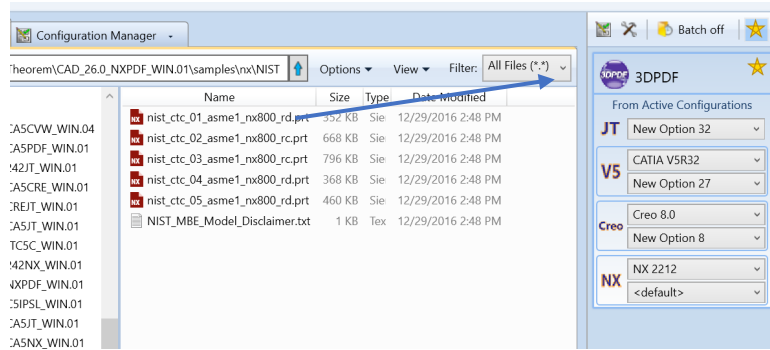 Configuration Manager
Batch off
Theorem\CAD_26.0_NXPDF_WIN.01\samples\nx\NIST
Options
View
Filter:
All Files (*.*)
Name Size Type Date Modified
CA5CVW_WIN.04
CA5PDF_WIN.01
242JT_WIN.01
CA5CRE_WIN.01
CREJT_WIN.01
CA5JT_WIN.01
TC5C_WIN.01
242NX_WIN.01
NXPDF_WIN.01
C5IPSL_WIN.01
CA5JT_WIN.01
CA5NX_WIN.01
NX nist_ctc_01_asme1_nx800_rd.prt 352 KB Sie 12/29/2016 2:48 PM
NX nist_ctc_02_asme1_nx800_rc.prt 668 KB Sie 12/29/2016 2:48 PM
NX nist_ctc_03_asme1_nx800_rc.prt 796 KB Sie 12/29/2016 2:48 PM
NX nist_ctc_04_asme1_nx800_rd.prt 368 KB Sie 12/29/2016 2:48 PM
NX nist_ctc_05_asme1_nx800_rd.prt 460 KB Sie 12/29/2016 2:48 PM
NIST_MBE_Model_Disclaimer.txt 1 KB Tex 12/29/2016 2:48 PM
3DPDF 3DPDF
From Active Configurations
JT New Option 32
V5 CATIA V5R32
New Option 27
Creo Creo 8.0
New Option 8
NX NX 2212
<default>